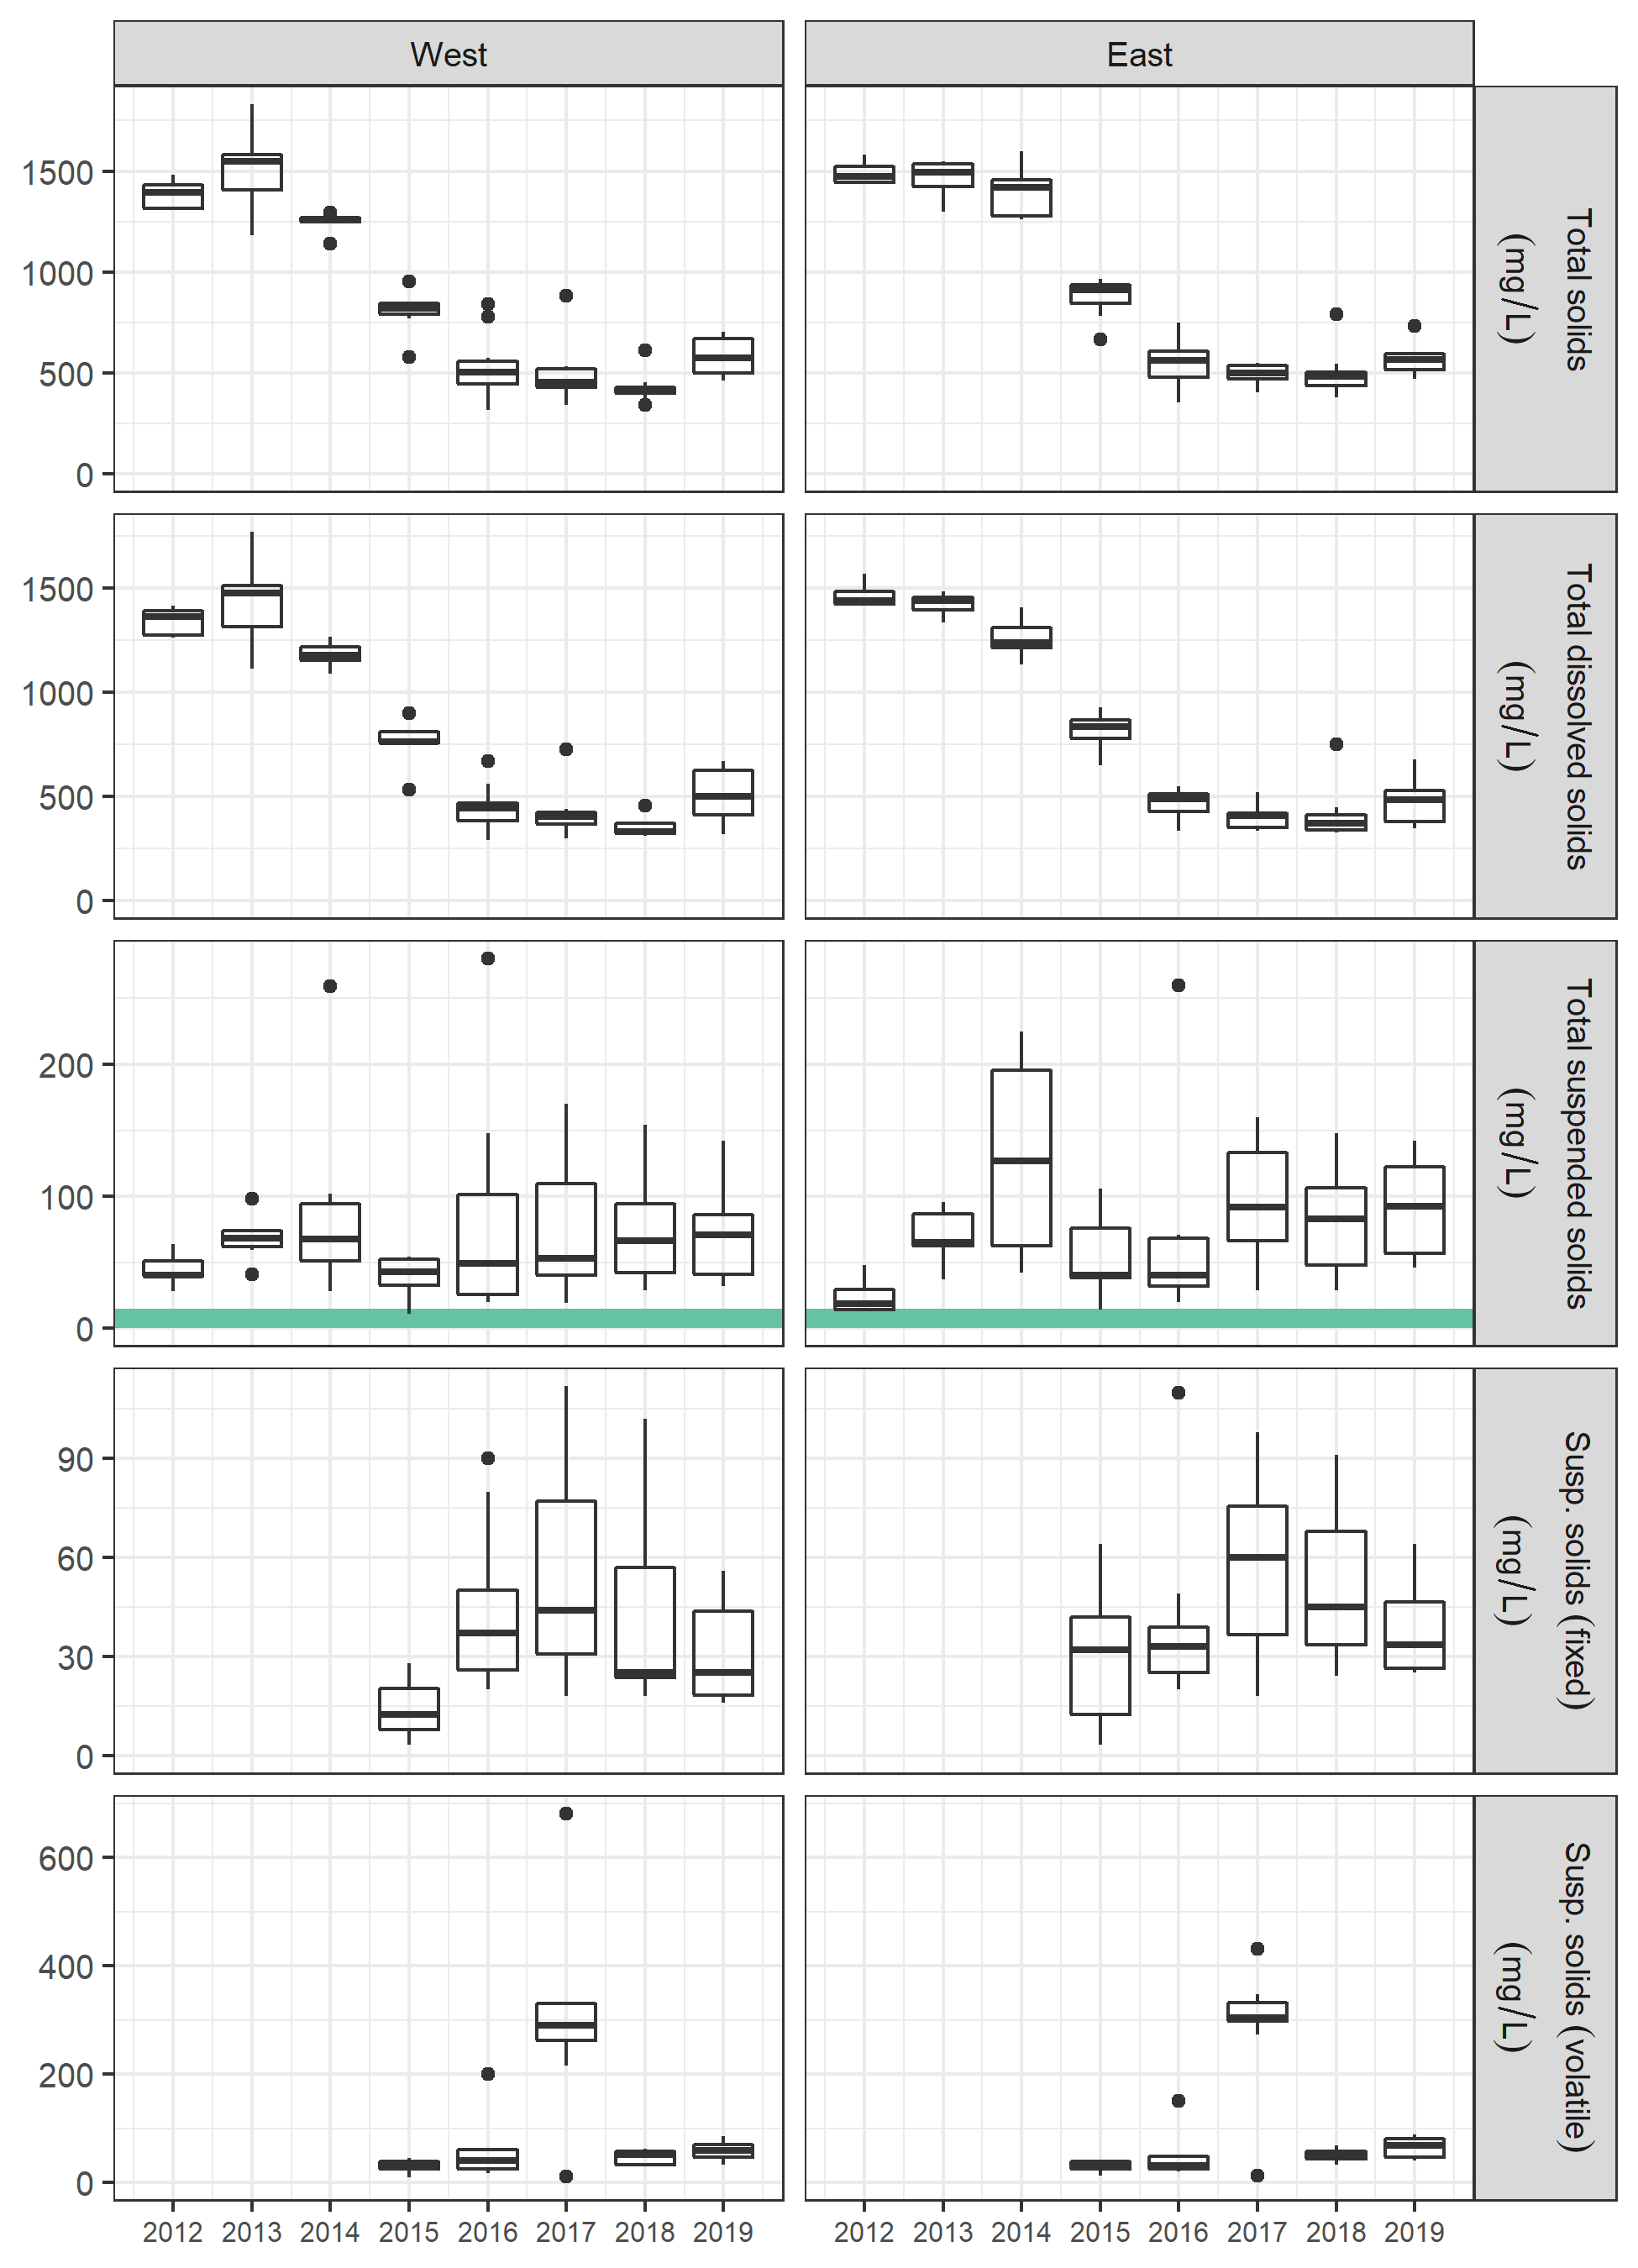 West
East
1500
1000
500
0
Total solids
(mg/L)
1500
1000
500
0
Total dissolved solids
(mg/L)
200
100
0
Total suspended solids
(mg/L)
90
60
30
0
Susp. solids (fixed)
(mg/L)
600
400
200
0
Susp. solids (volatile)
(mg/L)
2012 2013 2014 2015 2016 2017 2018 2019
2012 2013 2014 2015 2016 2017 2018 2019